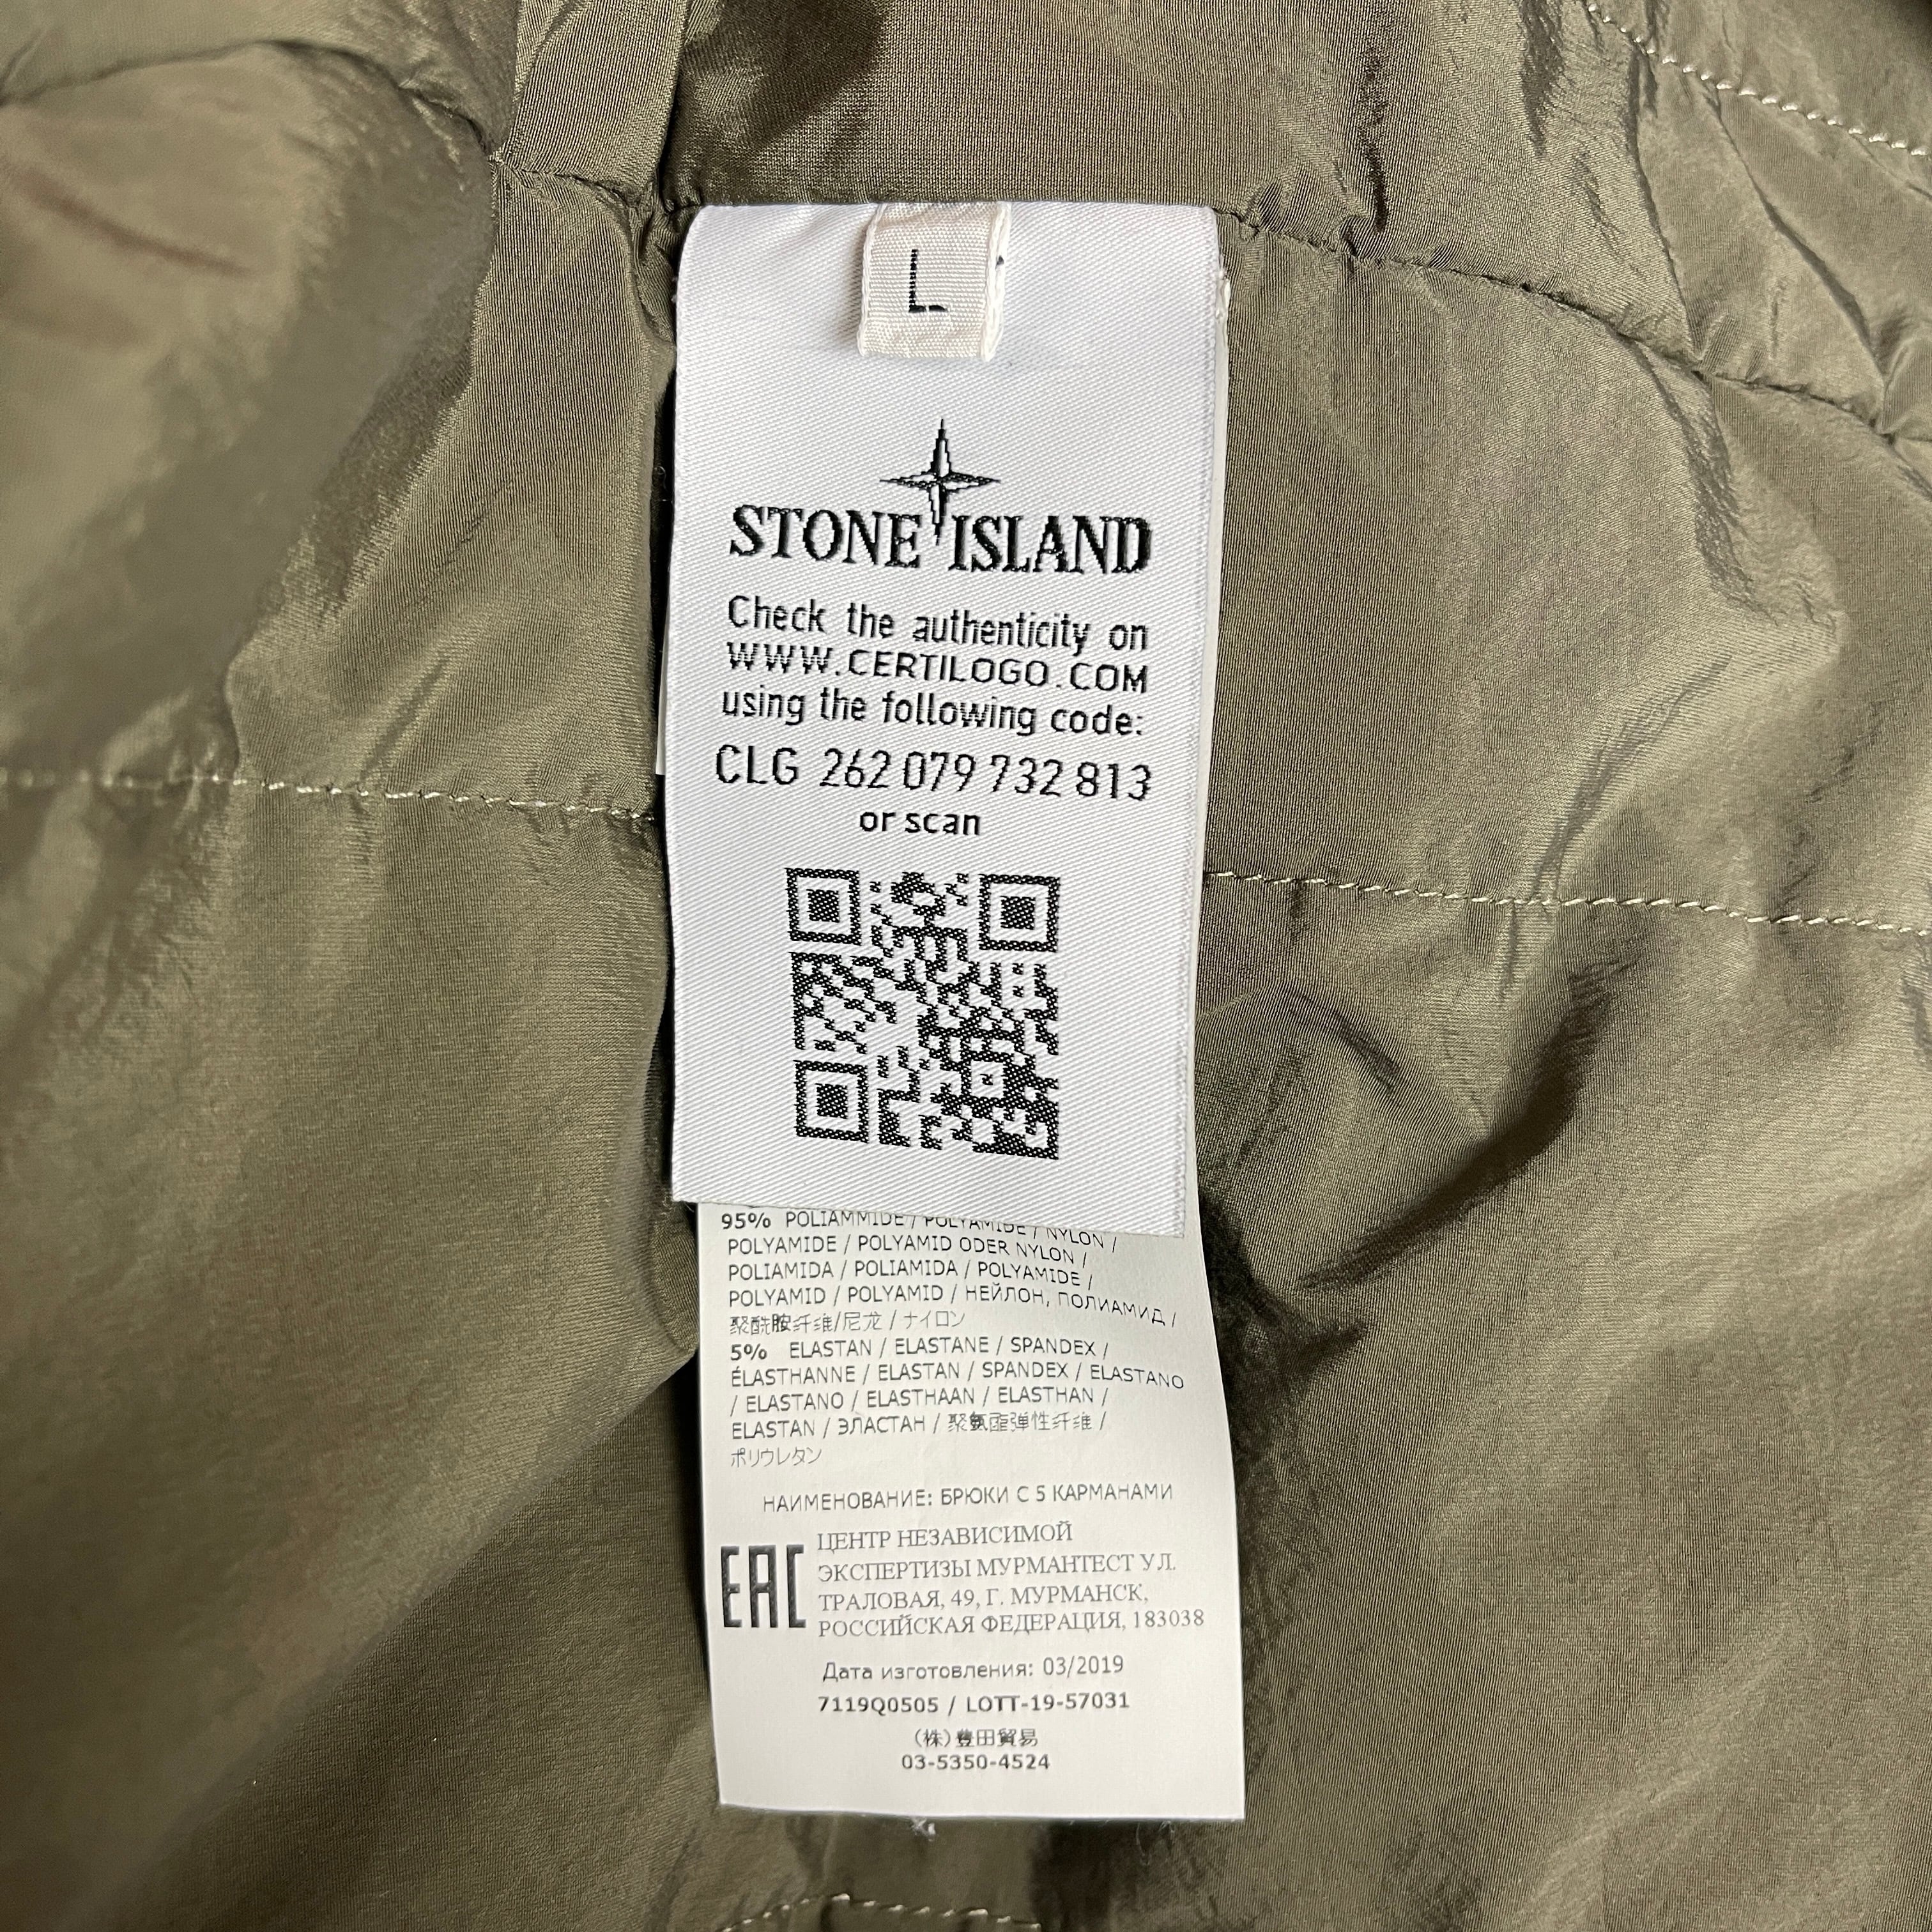 L
STONE ISLAND
Check the authenticity on
WWW.CERTILOGO.COM
using the following code:
CLG 262 079 732 813
or scan
95% POLIAMMIDE / POLYAMIDE / NYLON /
POLYAMIDE / POLYAMID ODER NYLON /
POLIAMIDA / POLIAMIDA / POLYAMIDE /
POLYAMID / POLYAMID / НЕЙЛОН, ПОЛИАМИД /
聚酰胺纤维/尼龙 / ナイロン
5% ELASTAN / ELASTANE / SPANDEX /
ÉLASTHANNE / ELASTAN / SPANDEX / ELASTANO
/ ELASTANO / ELASTHAAN / ELASTHAN /
ELASTAN / ЭЛАСТАН / 聚氨酯弹性纤维 /
ポリウレタン
НАИМЕНОВАНИЕ: БРЮКИ С 5 КАРМАНАМИ
EAC
ЦЕНТР НЕЗАВИСИМОЙ
ЭКСПЕРТИЗЫ МУРМАНТЕСТ УЛ.
ТРАЛОВАЯ, 49, Г. МУРМАНСК,
РОССИЙСКАЯ ФЕДЕРАЦИЯ, 183038
Дата изготовления: 03/2019
7119Q0505 / LOTT-19-57031
(株)豊田貿易
03-5350-4524